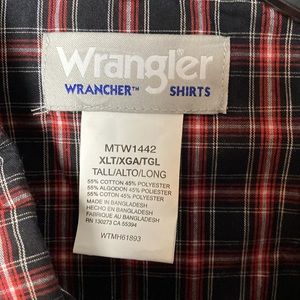 Wrangler®
WRANCHER™ SHIRTS
MTW1442
XLT/XGA/TGL
TALL/ALTO/LONG
55% COTTON 45% POLYESTER
55% ALGODON 45% POLYESTER
55% COTON 45% POLYESTER
MADE IN BANGLADESH
HECHO EN BANGLADESH
FABRIQUE AU BANGLADESH
RN 130273 CA 55394
WTMH61893